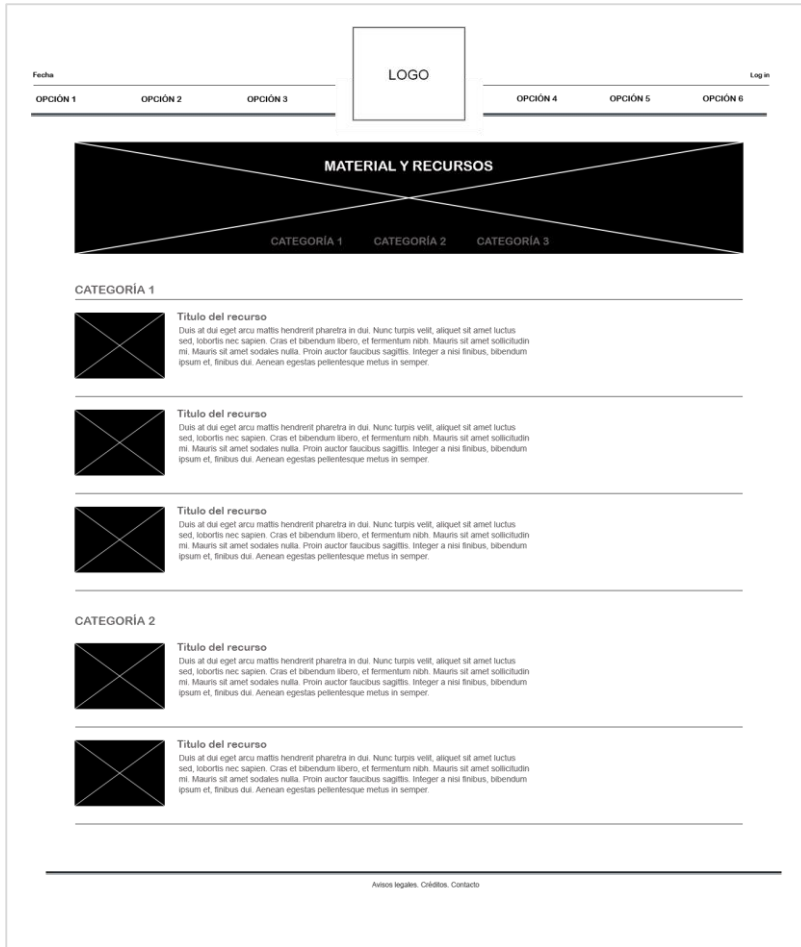 LOGO
Fecha
Log in
OPCIÓN 1 OPCIÓN 2 OPCIÓN 3 OPCIÓN 4 OPCIÓN 5 OPCIÓN 6
MATERIAL Y RECURSOS
CATEGORÍA 1 CATEGORÍA 2 CATEGORÍA 3
CATEGORÍA 1
Titulo del recurso
Duis at dui eget arcu mattis hendrerit pharetra in dui. Nunc turpis velit, aliquet sit amet luctus
sed, lobortis nec sapien. Cras et bibendum libero, et fermentum nibh. Mauris sit amet sollicitudin
mi. Mauris sit amet sodales nulla. Proin auctor faucibus sagittis. Integer a nisi finibus, bibendum
ipsum et, finibus dui. Aenean egestas pellentesque metus in semper.
Titulo del recurso
Duis at dui eget arcu mattis hendrerit pharetra in dui. Nunc turpis velit, aliquet sit amet luctus
sed, lobortis nec sapien. Cras et bibendum libero, et fermentum nibh. Mauris sit amet sollicitudin
mi. Mauris sit amet sodales nulla. Proin auctor faucibus sagittis. Integer a nisi finibus, bibendum
ipsum et, finibus dui. Aenean egestas pellentesque metus in semper.
Titulo del recurso
Duis at dui eget arcu mattis hendrerit pharetra in dui. Nunc turpis velit, aliquet sit amet luctus
sed, lobortis nec sapien. Cras et bibendum libero, et fermentum nibh. Mauris sit amet sollicitudin
mi. Mauris sit amet sodales nulla. Proin auctor faucibus sagittis. Integer a nisi finibus, bibendum
ipsum et, finibus dui. Aenean egestas pellentesque metus in semper.
CATEGORÍA 2
Titulo del recurso
Duis at dui eget arcu mattis hendrerit pharetra in dui. Nunc turpis velit, aliquet sit amet luctus
sed, lobortis nec sapien. Cras et bibendum libero, et fermentum nibh. Mauris sit amet sollicitudin
mi. Mauris sit amet sodales nulla. Proin auctor faucibus sagittis. Integer a nisi finibus, bibendum
ipsum et, finibus dui. Aenean egestas pellentesque metus in semper.
Titulo del recurso
Duis at dui eget arcu mattis hendrerit pharetra in dui. Nunc turpis velit, aliquet sit amet luctus
sed, lobortis nec sapien. Cras et bibendum libero, et fermentum nibh. Mauris sit amet sollicitudin
mi. Mauris sit amet sodales nulla. Proin auctor faucibus sagittis. Integer a nisi finibus, bibendum
ipsum et, finibus dui. Aenean egestas pellentesque metus in semper.
Avisos legales. Créditos. Contacto